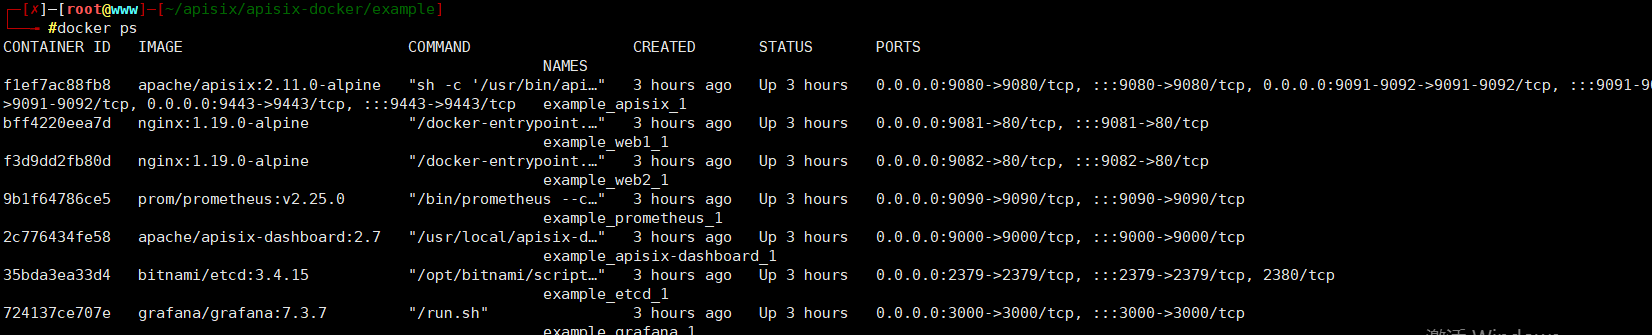 ┌─[✗]─[root@www]─[~/apisix/apisix-docker/example]
└──╼ #docker ps
CONTAINER ID   IMAGE                            COMMAND                  CREATED       STATUS       PORTS
NAMES
f1ef7ac88fb8   apache/apisix:2.11.0-alpine   "sh -c '/usr/bin/api…"   3 hours ago   Up 3 hours   0.0.0.0:9080->9080/tcp, :::9080->9080/tcp, 0.0.0.0:9091-9092->9091-9092/tcp, :::9091-9
>9091-9092/tcp, 0.0.0.0:9443->9443/tcp, :::9443->9443/tcp   example_apisix_1
bff4220eea7d   nginx:1.19.0-alpine           "/docker-entrypoint.…"   3 hours ago   Up 3 hours   0.0.0.0:9081->80/tcp, :::9081->80/tcp
example_web1_1
f3d9dd2fb80d   nginx:1.19.0-alpine           "/docker-entrypoint.…"   3 hours ago   Up 3 hours   0.0.0.0:9082->80/tcp, :::9082->80/tcp
example_web2_1
9b1f64786ce5   prom/prometheus:v2.25.0       "/bin/prometheus --c…"   3 hours ago   Up 3 hours   0.0.0.0:9090->9090/tcp, :::9090->9090/tcp
example_prometheus_1
2c776434fe58   apache/apisix-dashboard:2.7   "/usr/local/apisix-d…"   3 hours ago   Up 3 hours   0.0.0.0:9000->9000/tcp, :::9000->9000/tcp
example_apisix-dashboard_1
35bda3ea33d4   bitnami/etcd:3.4.15           "/opt/bitnami/script…"   3 hours ago   Up 3 hours   0.0.0.0:2379->2379/tcp, :::2379->2379/tcp, 2380/tcp
example_etcd_1
724137ce707e   grafana/grafana:7.3.7         "/run.sh"                3 hours ago   Up 3 hours   0.0.0.0:3000->3000/tcp, :::3000->3000/tcp
example_grafana_1
激活 Windows